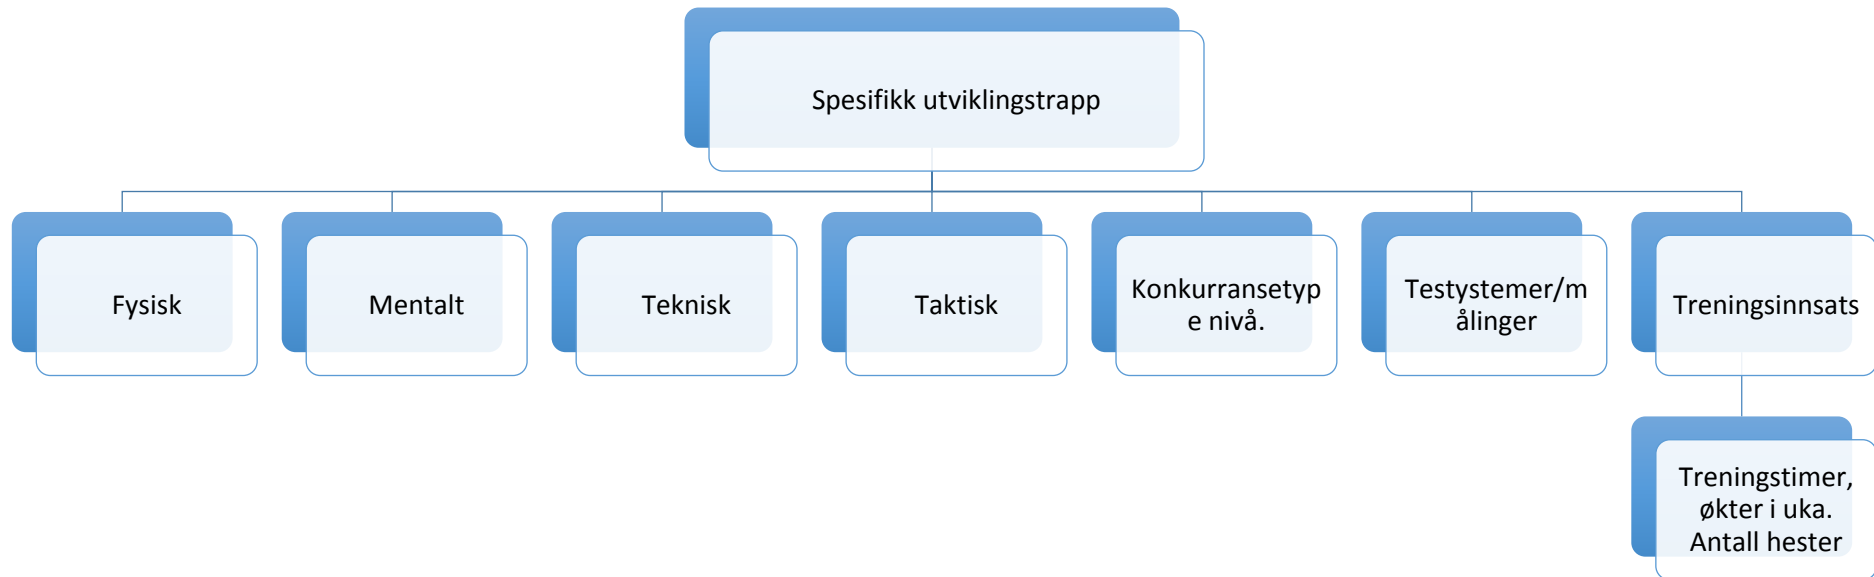 Spesifikk utviklingstrapp
Fysisk
Mentalt
Teknisk
Taktisk
Konkurransetyp
e nivå.
Testystemer/m
ålinger
Treningsinnsats
Treningstimer,
økter i uka.
Antall hester